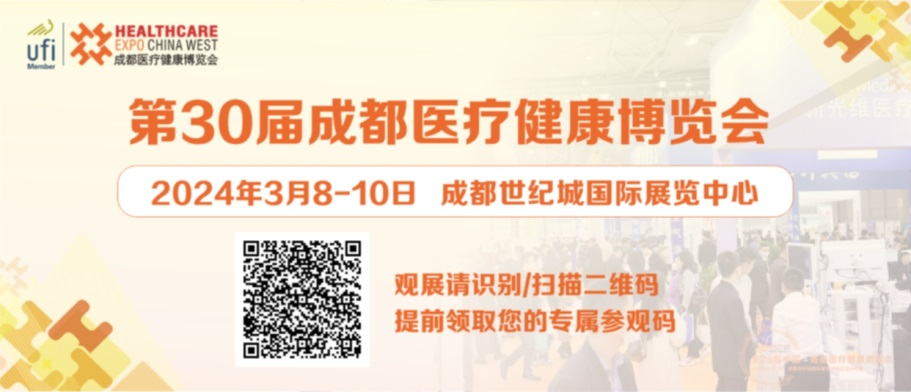 ufi
Member
HEALTHCARE
EXPO CHINA WEST
成都医疗健康博览会
第30届成都医疗健康博览会
2024年3月8-10日 成都世纪城国际展览中心
观展请识别/扫描二维码
提前领取您的专属参观码